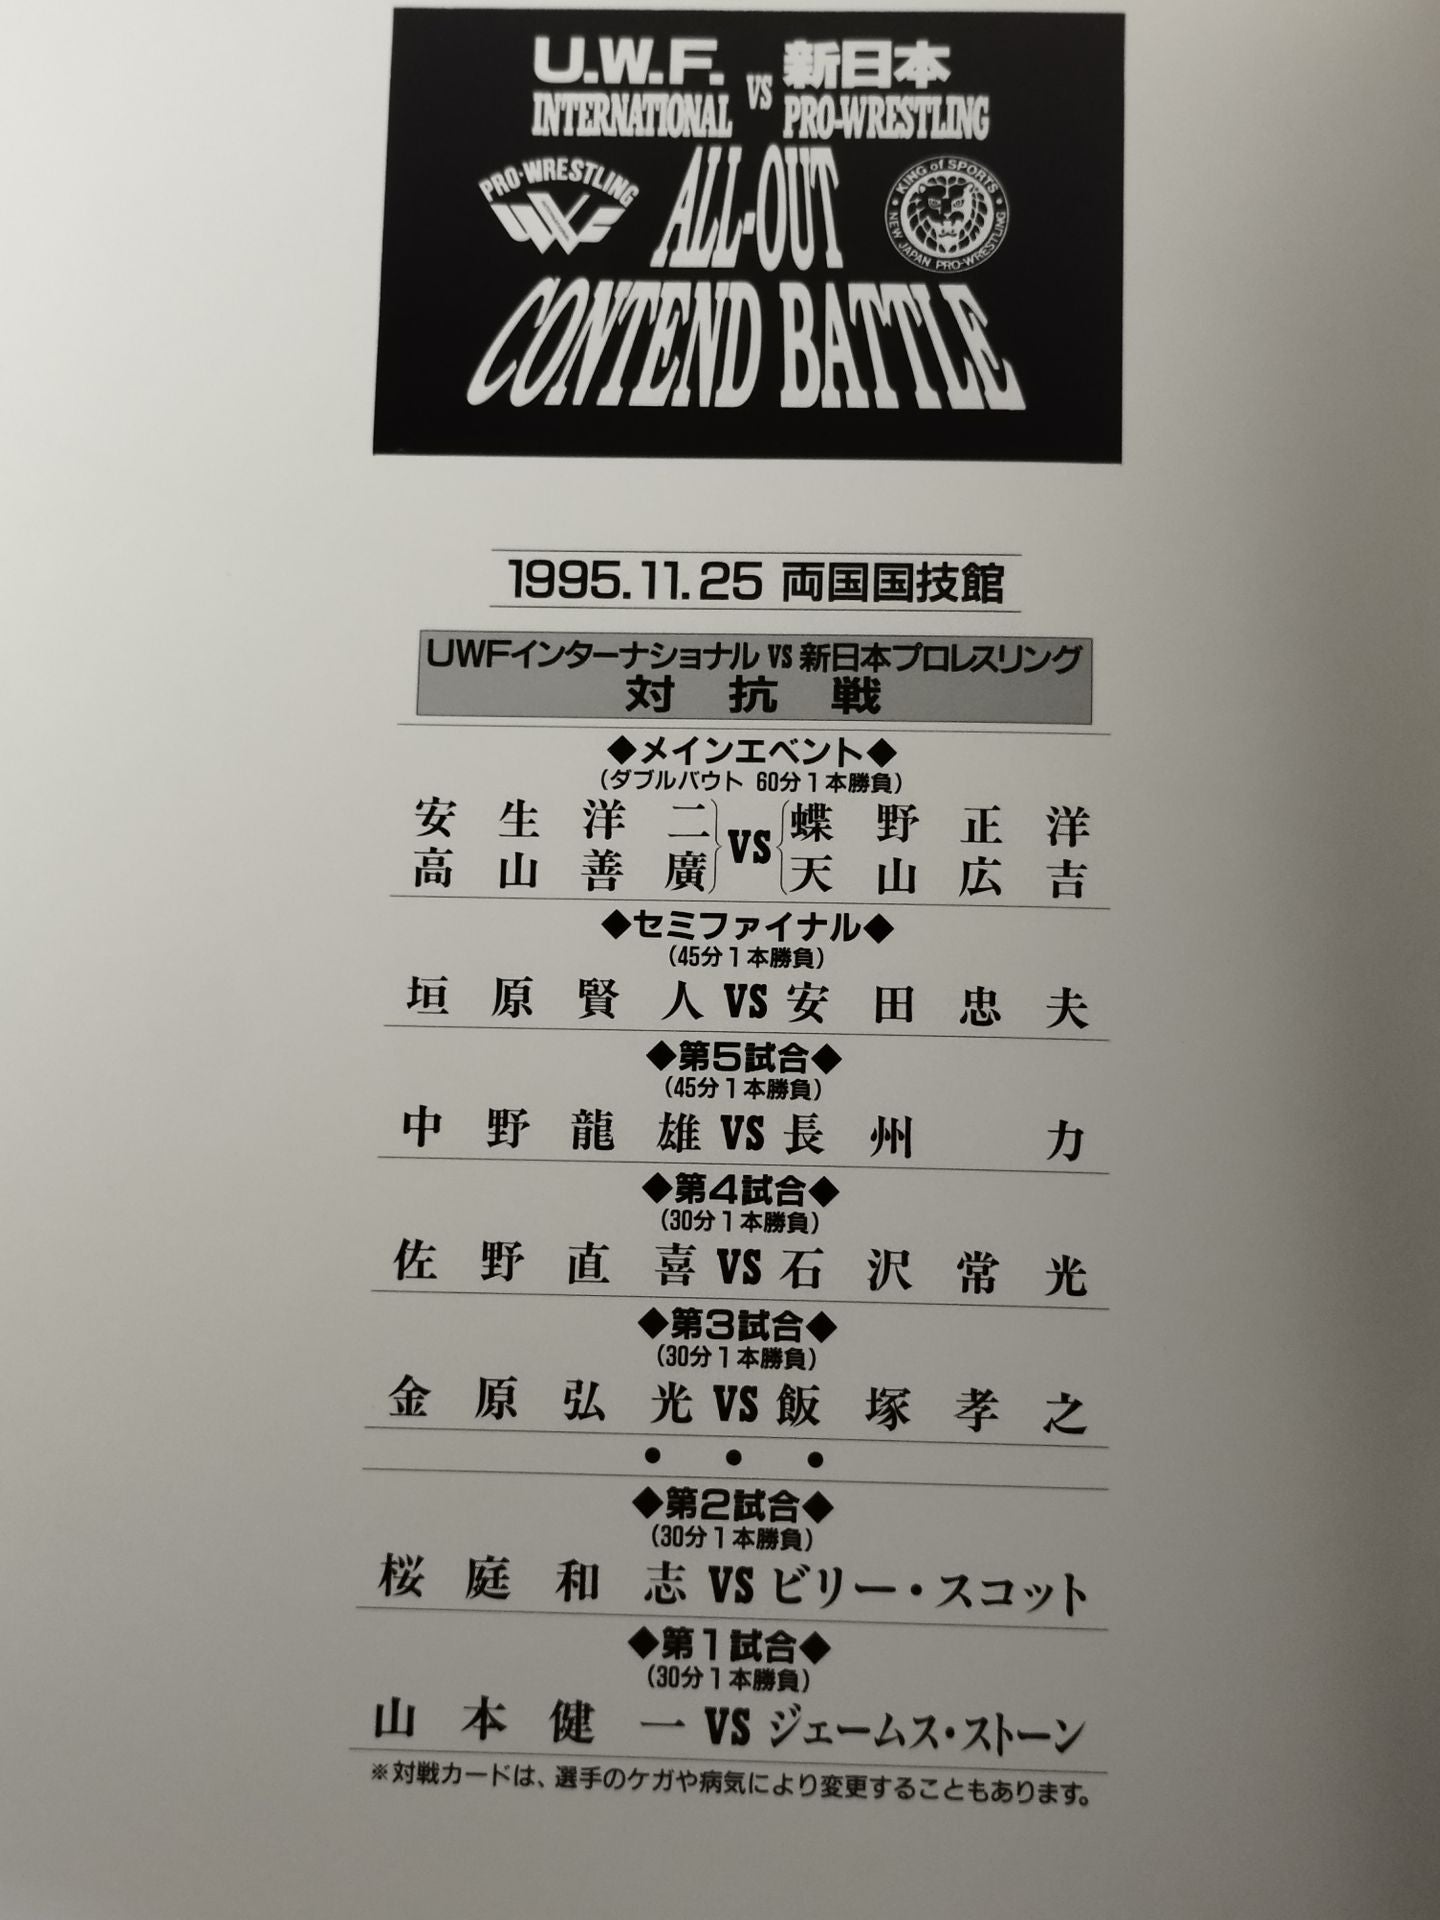 U.W.F. VS 新日本
INTERNATIONAL PRO-WRESTLING
PRO-WRESTLING
UWF
ALL-OUT
KING of SPORTS
NEW JAPAN PRO-WRESTLING
CONTEND BATTLE
1995.11.25 両国国技館
UWFインターナショナル VS 新日本プロレスリング
対抗戦
◆メインエベント◆
(ダブルバウト 60分1本勝負)
安生洋二 VS 蝶野正洋
高山善廣 天山広吉
◆セミファイナル◆
(45分1本勝負)
垣原賢人 VS 安田忠夫
◆第5試合◆
(45分1本勝負)
中野龍雄 VS 長州 力
◆第4試合◆
(30分1本勝負)
佐野直喜 VS 石沢常光
◆第3試合◆
(30分1本勝負)
金原弘光 VS 飯塚孝之
● ● ●
◆第2試合◆
(30分1本勝負)
桜庭和志 VS ビリー・スコット
◆第1試合◆
(30分1本勝負)
山本健一 VS ジェームス・ストーン
※対戦カードは、選手のケガや病気により変更することもあります。